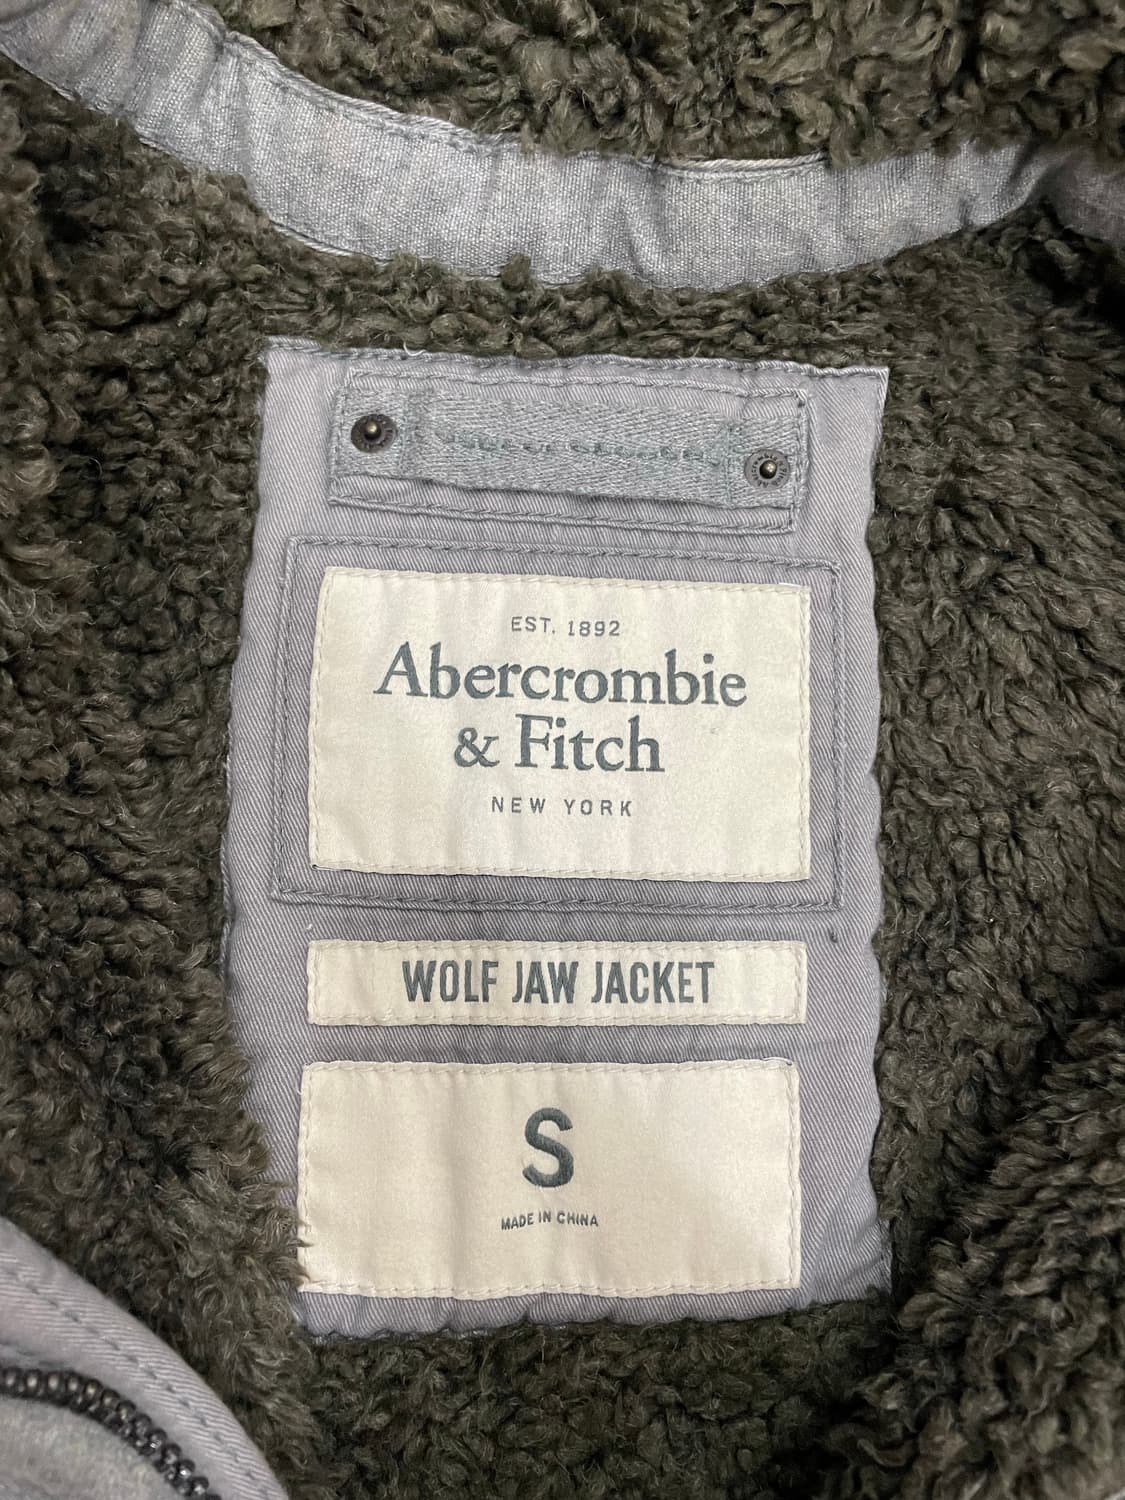 EST. 1892
Abercrombie
& Fitch
NEW YORK
WOLF JAW JACKET
S
MADE IN CHINA